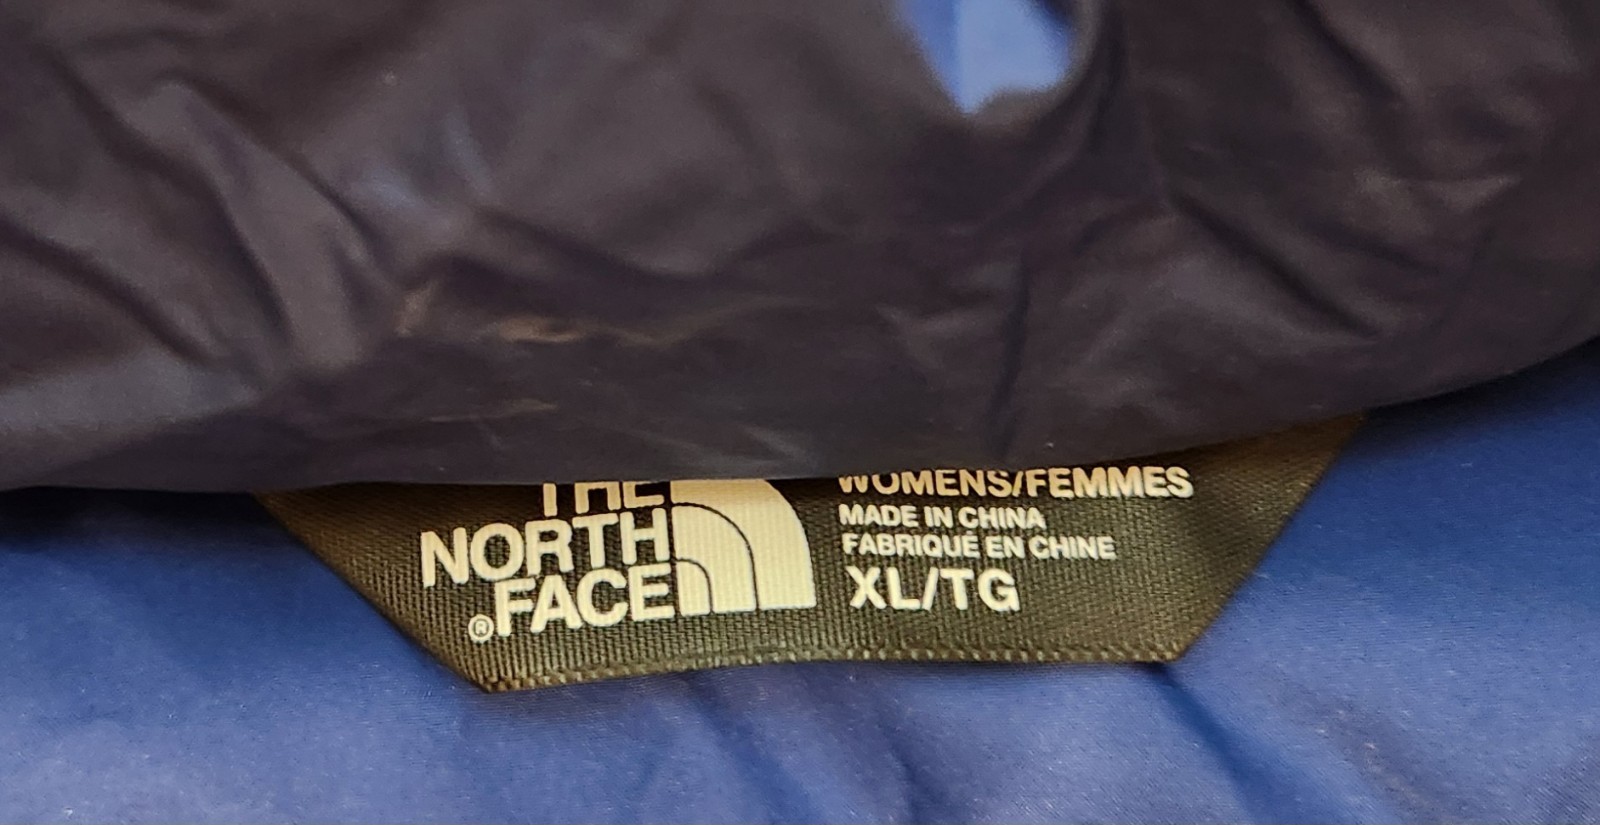 THE
NORTH
FACE
®
WOMENS/FEMMES
MADE IN CHINA
FABRIQUÉ EN CHINE
XL/TG